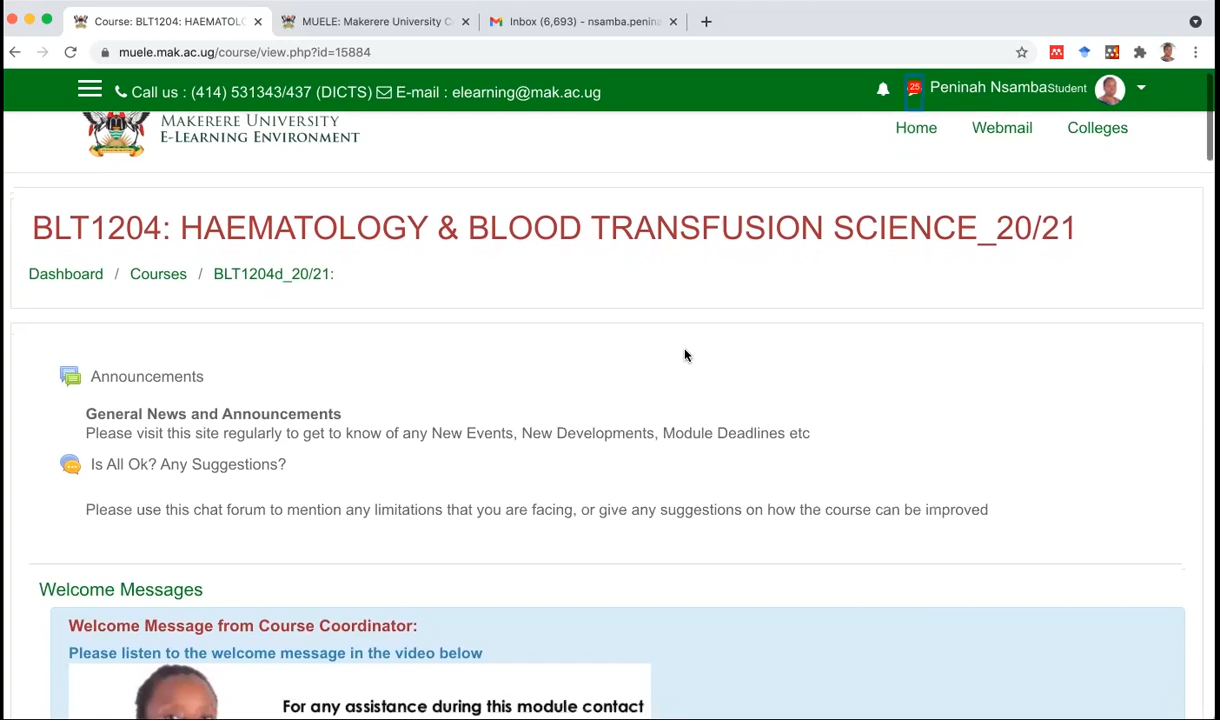 Course: BLT1204: HAEMATOL
MUELE: Makerere University C
Inbox (6,693) - nsamba.penina
muele.mak.ac.ug/course/view.php?id=15884
Call us : (414) 531343/437 (DICTS) E-mail : elearning@mak.ac.ug
25
Peninah NsambaStudent
MAKERERE UNIVERSITY
E-LEARNING ENVIRONMENT
Home
Webmail
Colleges
BLT1204: HAEMATOLOGY & BLOOD TRANSFUSION SCIENCE_20/21
Dashboard / Courses / BLT1204d_20/21:
Announcements
General News and Announcements
Please visit this site regularly to get to know of any New Events, New Developments, Module Deadlines etc
Is All Ok? Any Suggestions?
Please use this chat forum to mention any limitations that you are facing, or give any suggestions on how the course can be improved
Welcome Messages
Welcome Message from Course Coordinator:
Please listen to the welcome message in the video below
For any assistance during this module contact